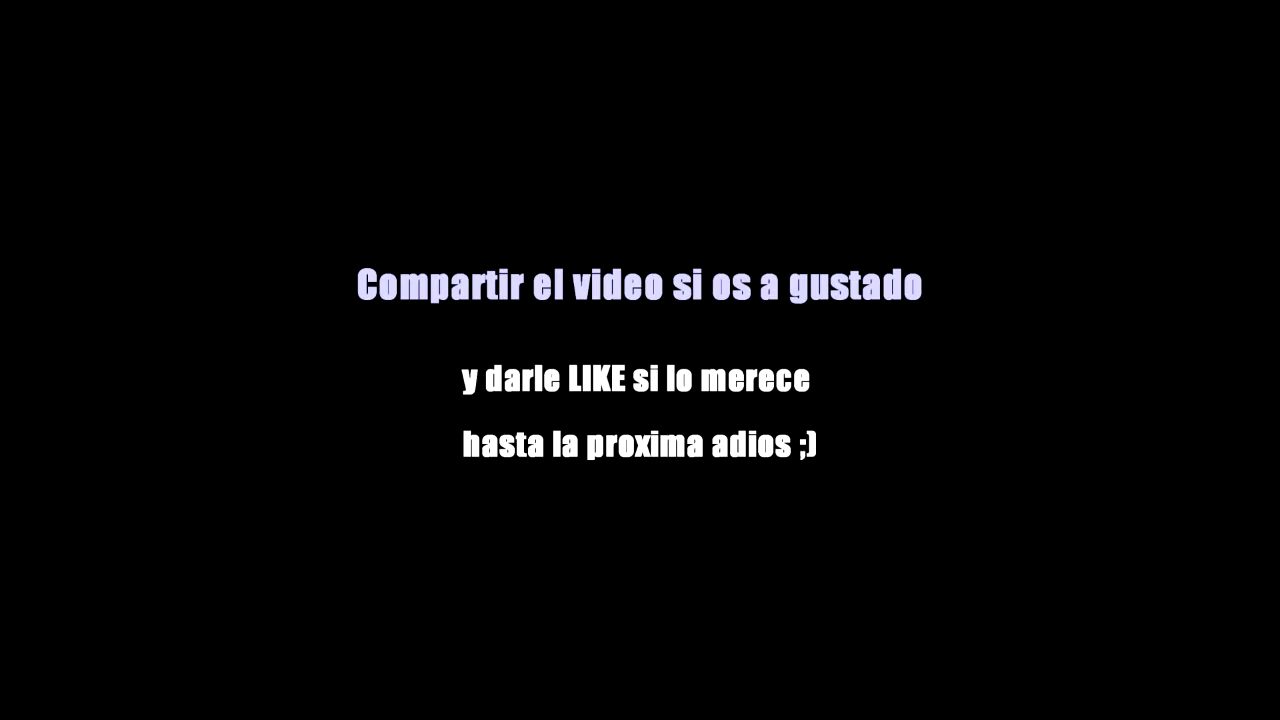 Compartir el video si os a gustado
y darle LIKE si lo merece
hasta la proxima adios ;)